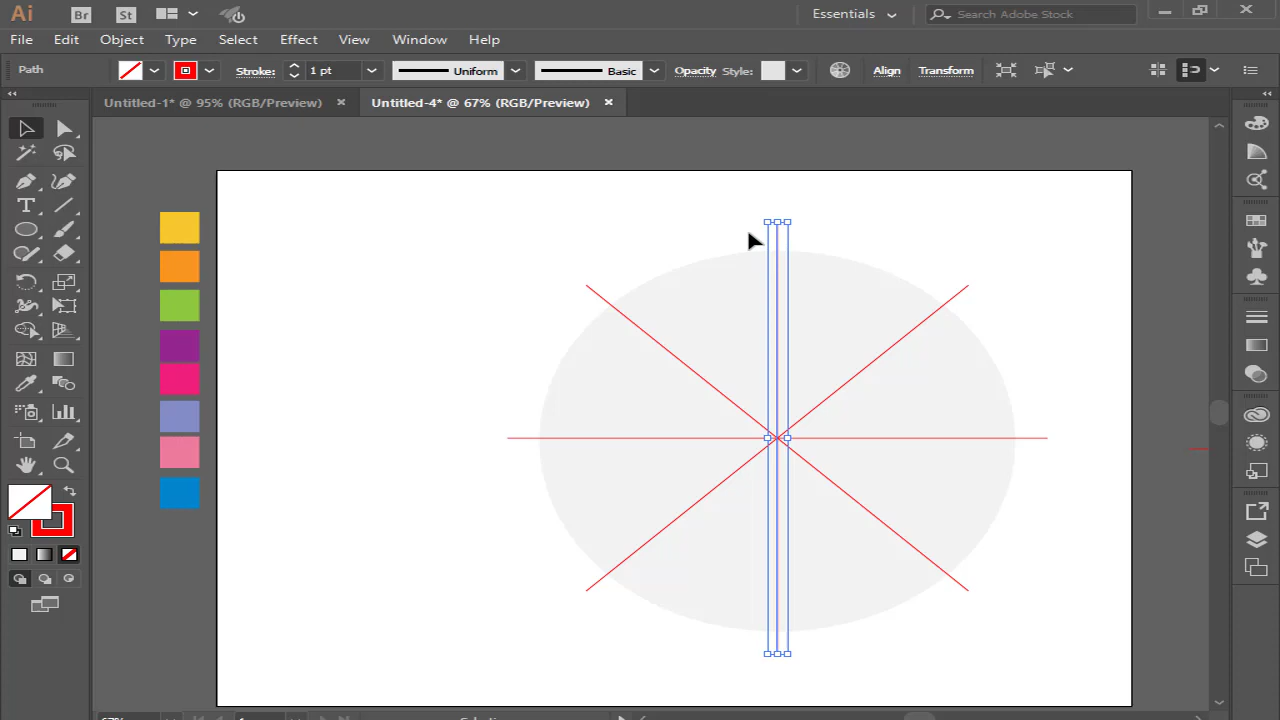 Ai Br St Essentials Search Adobe Stock
File Edit Object Type Select Effect View Window Help
Path Stroke: 1 pt Uniform Basic Opacity Style: Align Transform
Untitled-1* @ 95% (RGB/Preview) Untitled-4* @ 67% (RGB/Preview)